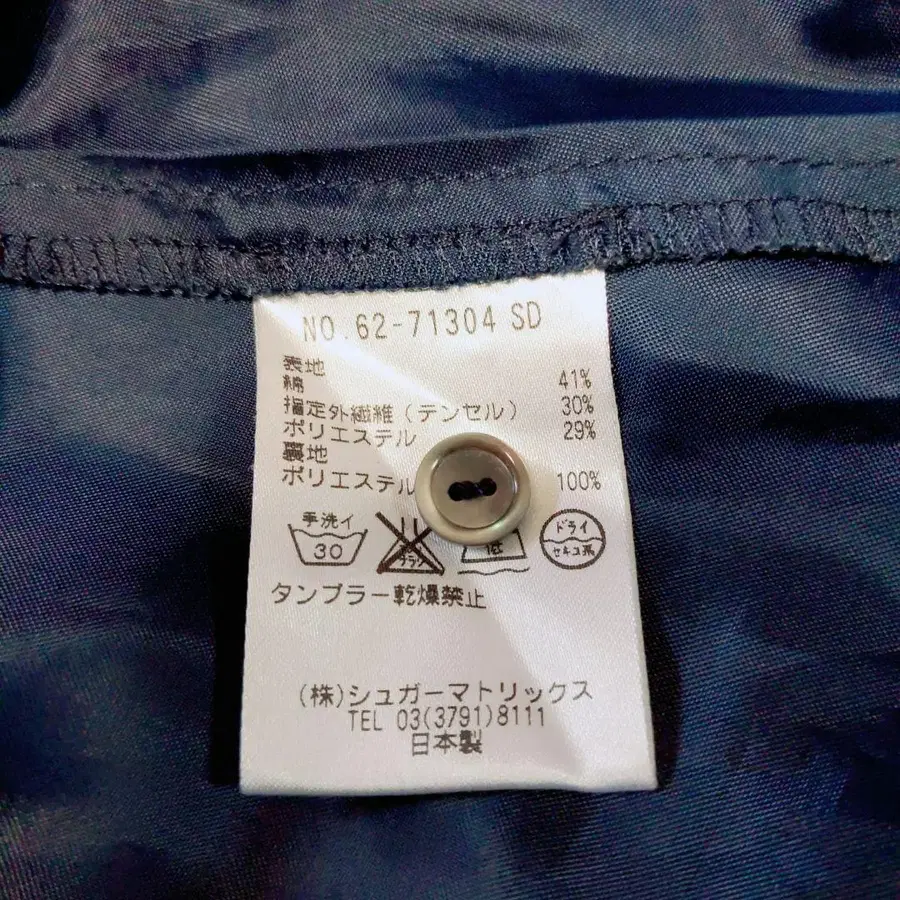 NO.62-71304 SD
表地
綿 41%
指定外繊維(テンセル) 30%
ポリエステル 29%
裏地
ポリエステル 100%
手洗イ
30
低
ドライ
セキユ系
タンブラー乾燥禁止
(株)シュガーマトリックス
TEL 03(3791)8111
日本製